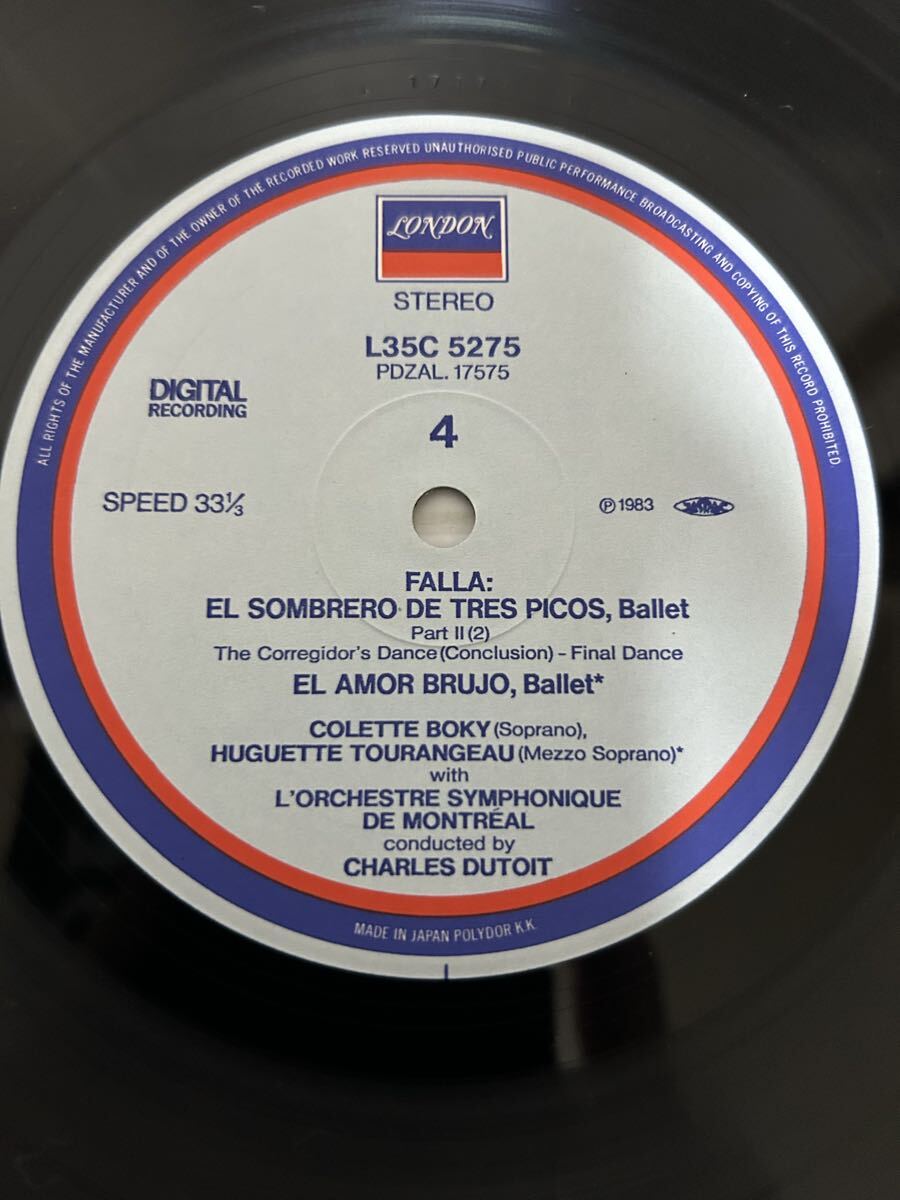 ALL RIGHTS OF THE MANUFACTURER AND OF THE OWNER OF THE RECORDED WORK RESERVED UNAUTHORISED PUBLIC PERFORMANCE BROADCASTING AND COPYING OF THIS RECORD PROHIBITED.
LONDON
STEREO
L35C 5275
PDZAL. 17575
DIGITAL
RECORDING
4
SPEED 33⅓
℗1983
FALLA:
EL SOMBRERO DE TRES PICOS, Ballet
Part II (2)
The Corregidor's Dance (Conclusion) – Final Dance
EL AMOR BRUJO, Ballet*
COLETTE BOKY (Soprano),
HUGUETTE TOURANGEAU (Mezzo Soprano)*
with
L'ORCHESTRE SYMPHONIQUE
DE MONTRÉAL
conducted by
CHARLES DUTOIT
MADE IN JAPAN POLYDOR K.K.